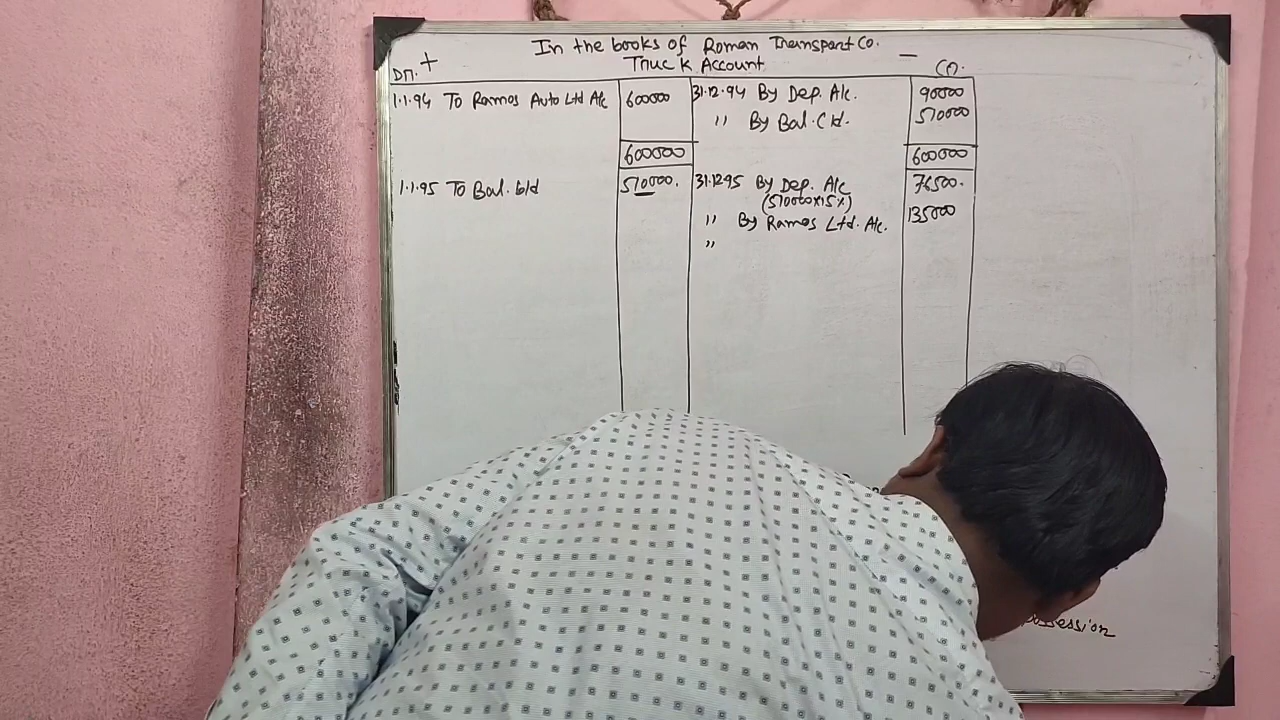 In the books of Roman Transport Co.
+ Truck Account —
Dr. Cr.
1.1.94 To Ramos Auto Ltd A/c 600000 31.12.94 By Dep. A/c. 90000
" By Bal. C/d. 510000
600000 600000
1.1.95 To Bal. b/d 510000. 31.12.95 By Dep. A/c 76500.
(510000x15%)
" By Ramos Ltd. A/c. 135000
"